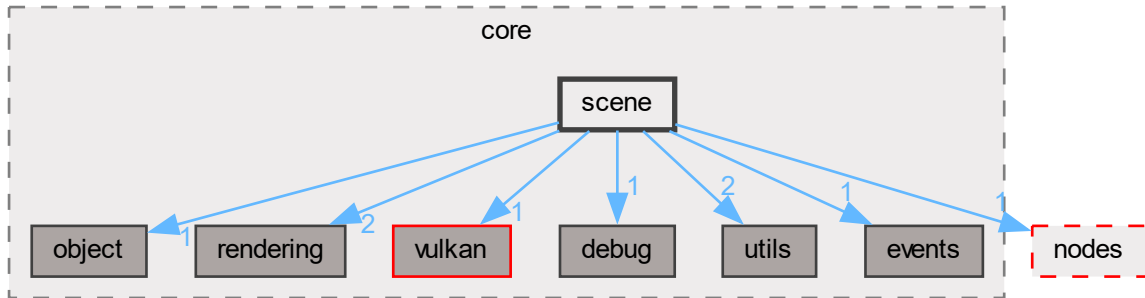 core
scene
1
2
1
1
2
1
1
object
rendering
vulkan
debug
utils
events
nodes